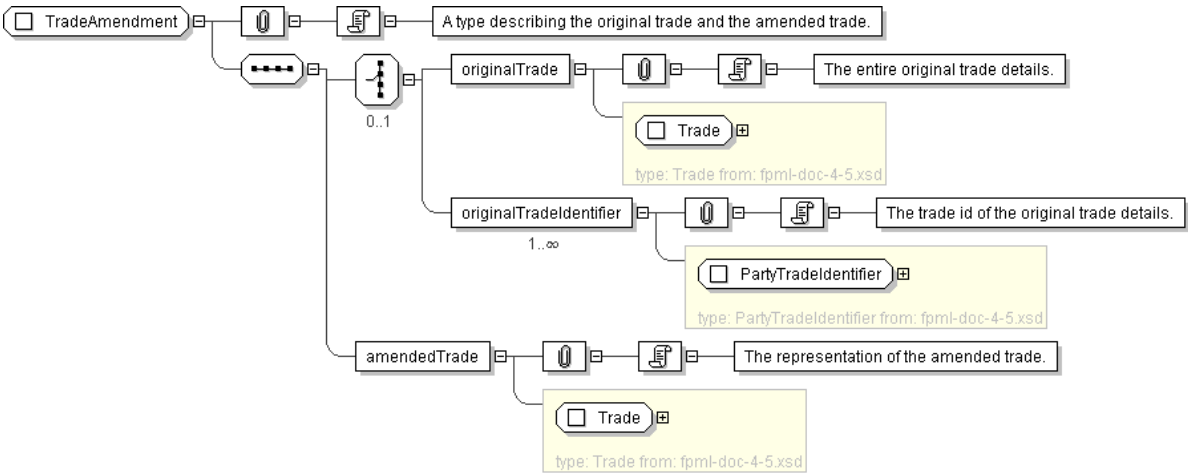 TradeAmendment
A type describing the original trade and the amended trade.
originalTrade
The entire original trade details.
0..1
Trade
type: Trade from: fpml-doc-4-5.xsd
originalTradeIdentifier
The trade id of the original trade details.
1..∞
PartyTradeIdentifier
type: PartyTradeIdentifier from: fpml-doc-4-5.xsd
amendedTrade
The representation of the amended trade.
Trade
type: Trade from: fpml-doc-4-5.xsd